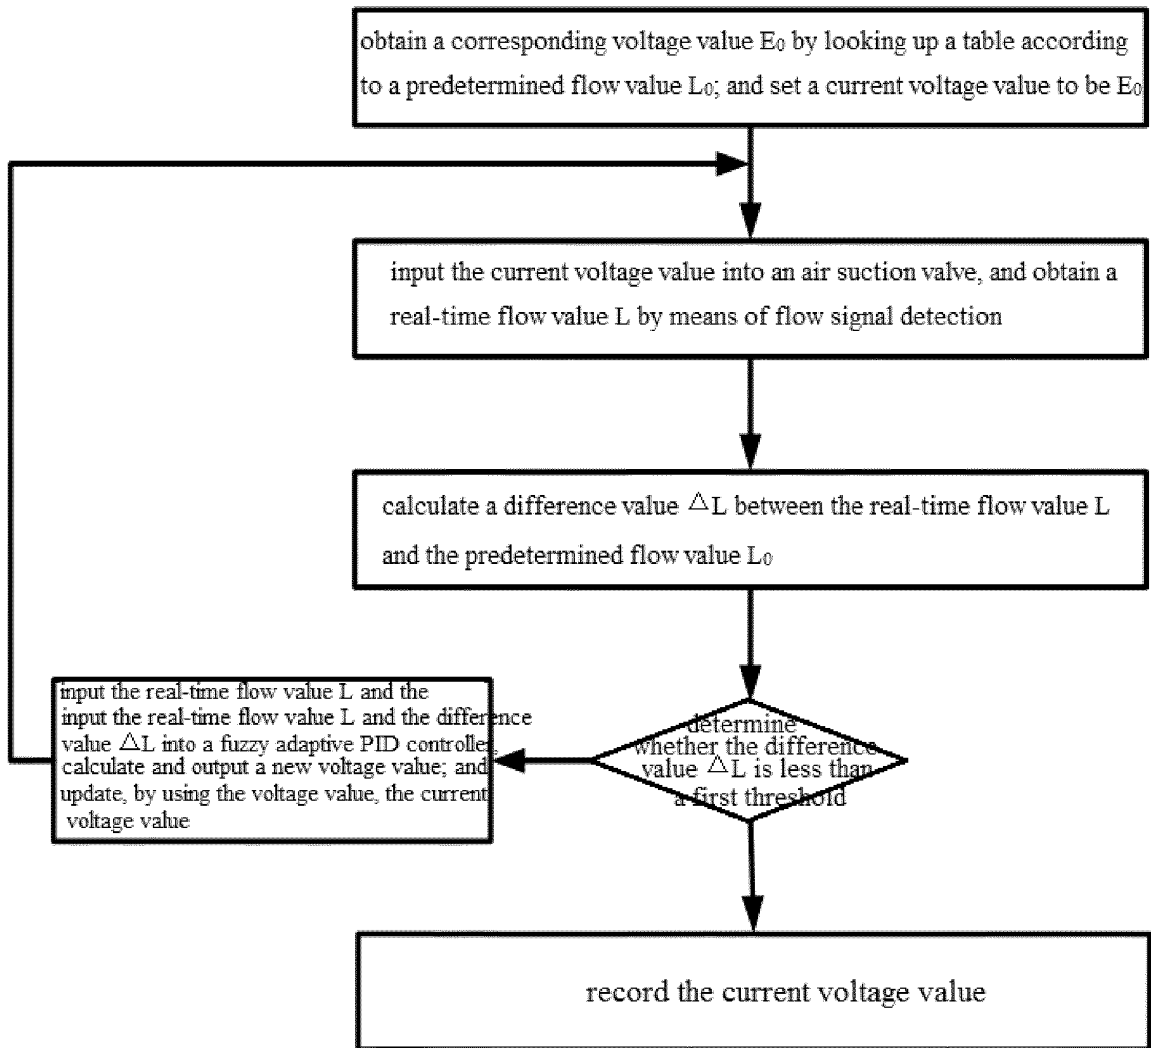 obtain a corresponding voltage value E₀ by looking up a table according
to a predetermined flow value L₀; and set a current voltage value to be E₀
input the current voltage value into an air suction valve, and obtain a
real-time flow value L by means of flow signal detection
calculate a difference value △L between the real-time flow value L
and the predetermined flow value L₀
determine
whether the difference
value △L is less than
a first threshold
input the real-time flow value L and the
input the real-time flow value L and the difference
value △L into a fuzzy adaptive PID controller,
calculate and output a new voltage value; and
update, by using the voltage value, the current
voltage value
record the current voltage value